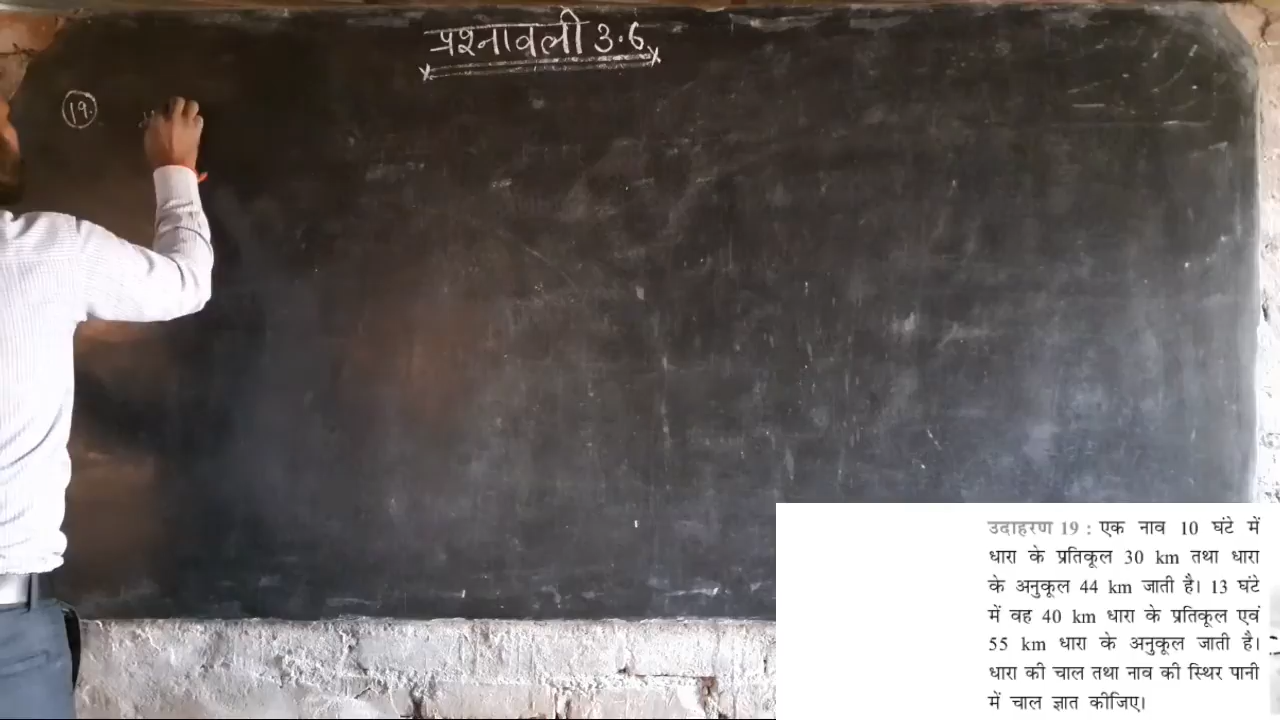 प्रश्नावली 3.6
19.
उदाहरण 19 : एक नाव 10 घंटे में
धारा के प्रतिकूल 30 km तथा धारा
के अनुकूल 44 km जाती है। 13 घंटे
में वह 40 km धारा के प्रतिकूल एवं
55 km धारा के अनुकूल जाती है।
धारा की चाल तथा नाव की स्थिर पानी
में चाल ज्ञात कीजिए।